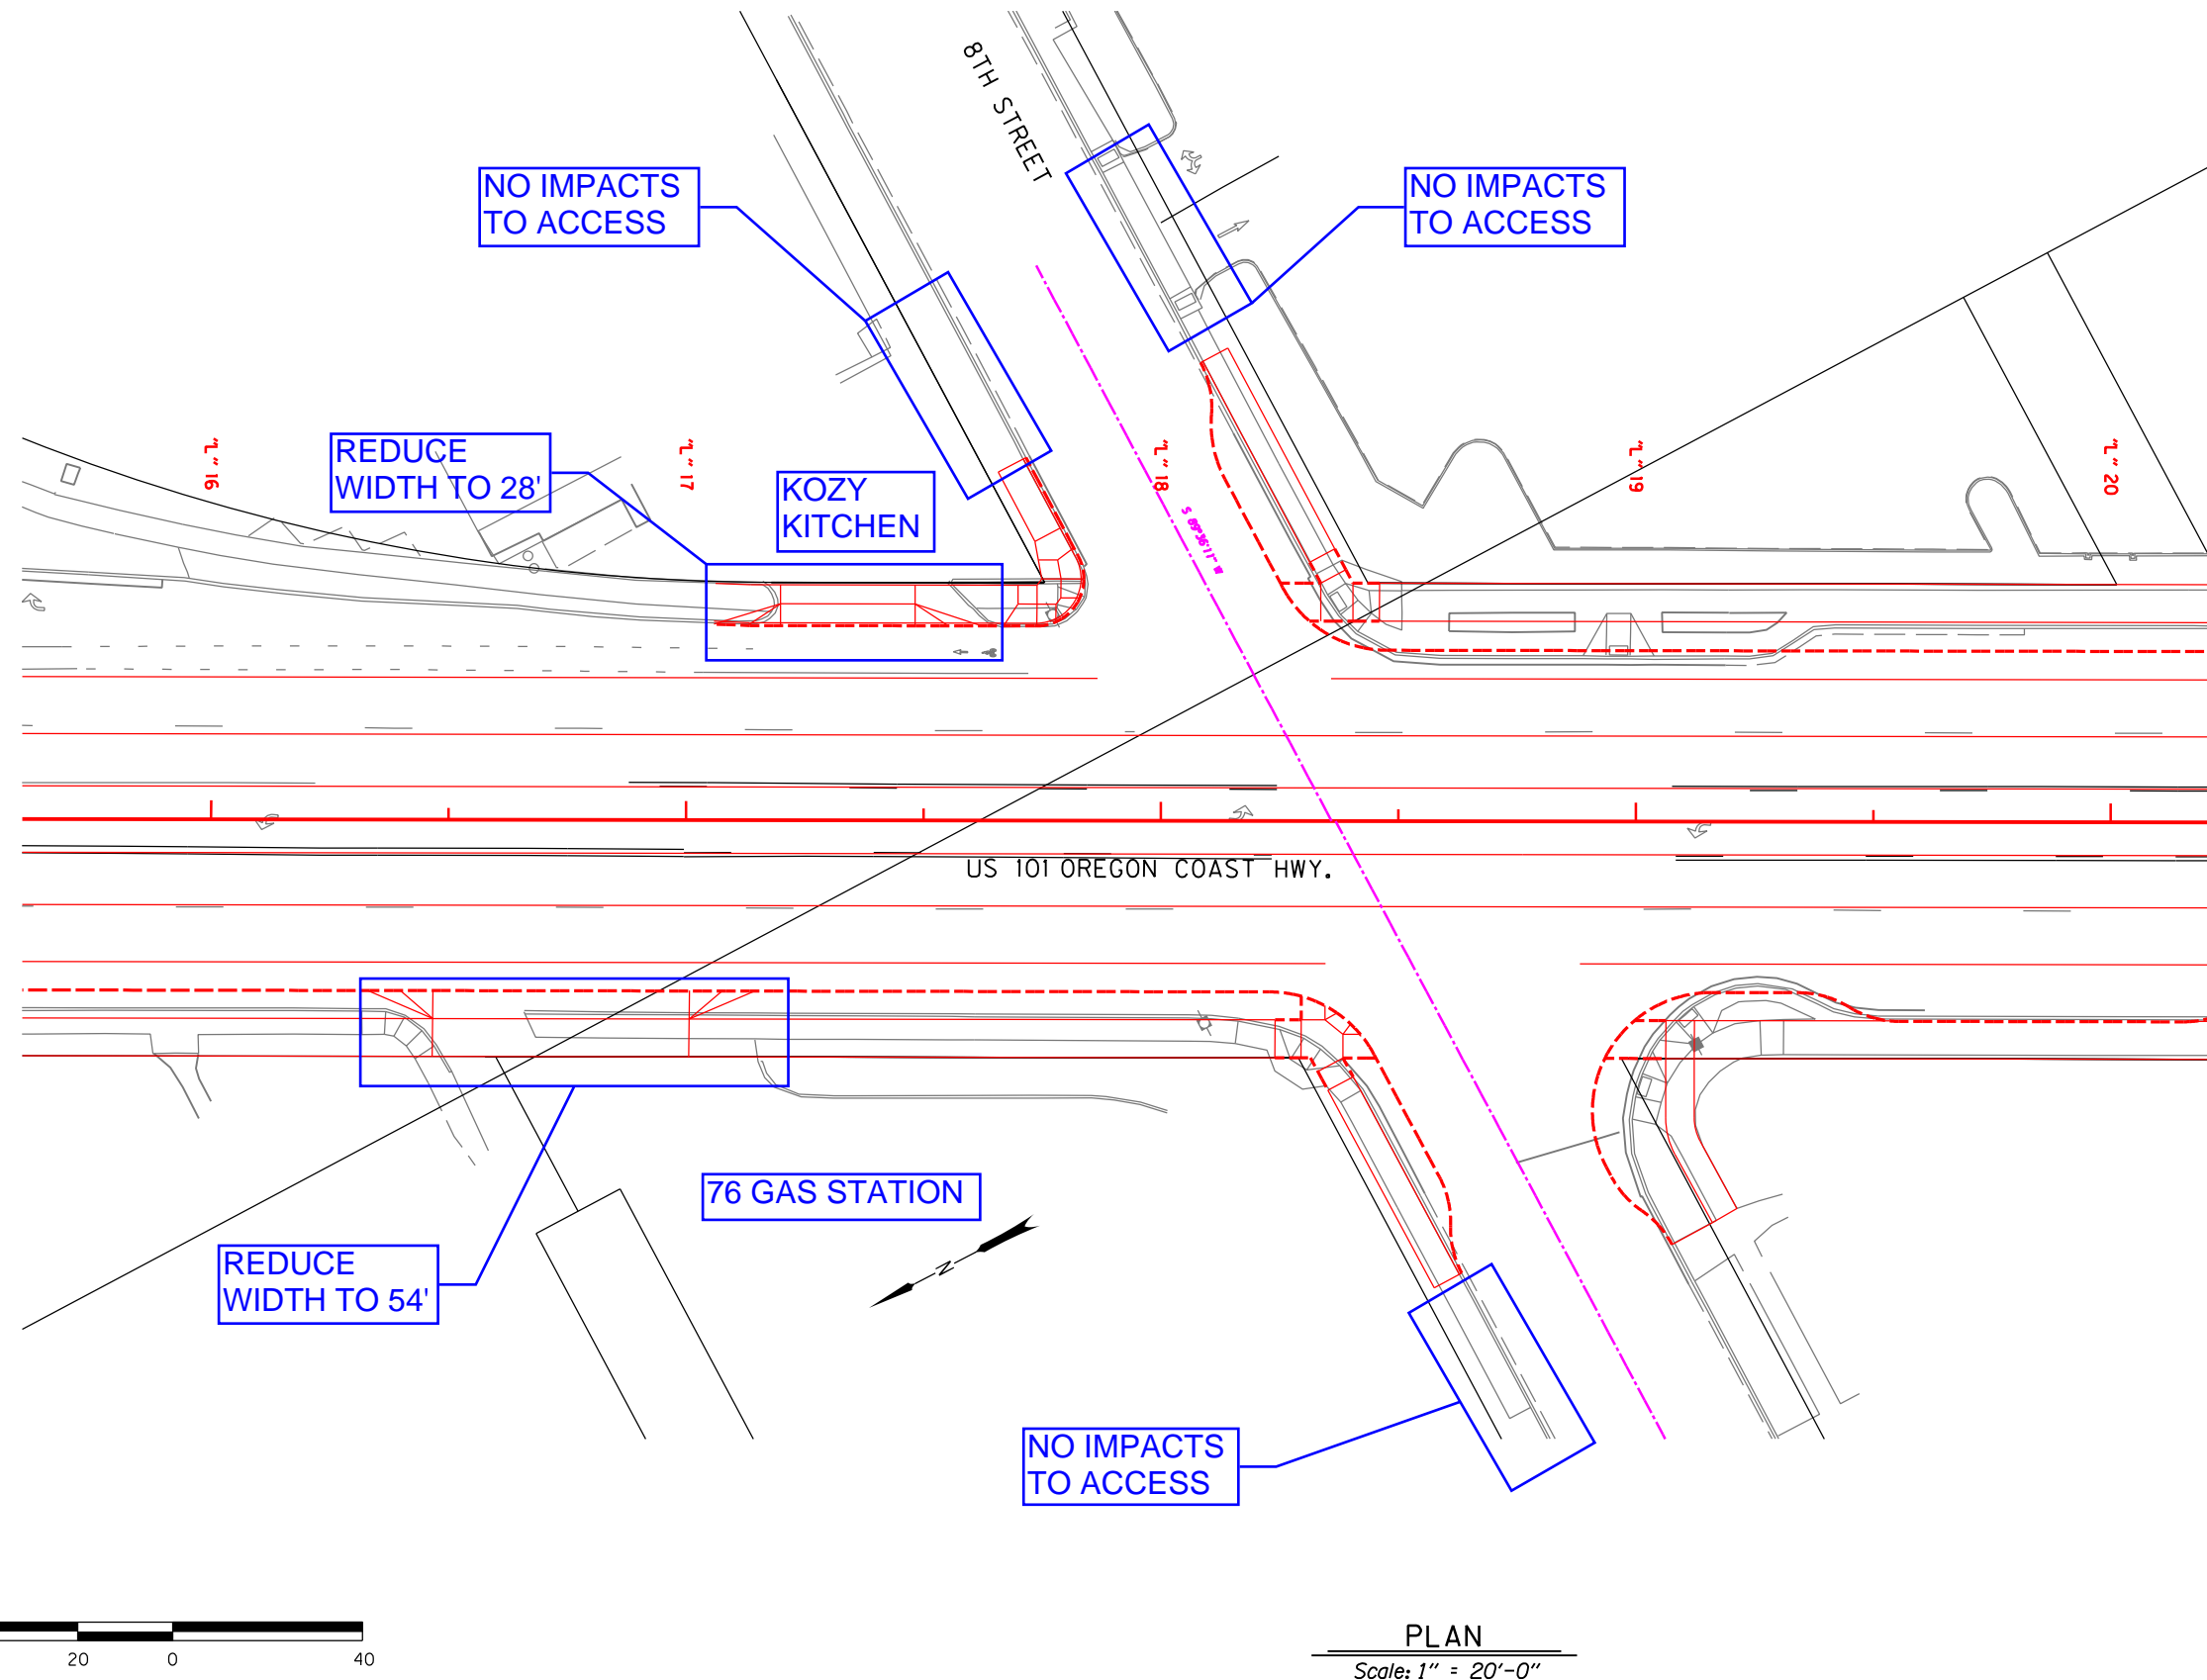 8TH STREET
NO IMPACTS
TO ACCESS
NO IMPACTS
TO ACCESS
REDUCE
WIDTH TO 28'
KOZY
KITCHEN
"L" 16
"L" 17
"L" 18
"L" 19
"L" 20
US 101 OREGON COAST HWY.
76 GAS STATION
N
REDUCE
WIDTH TO 54'
NO IMPACTS
TO ACCESS
20 0 40
PLAN
Scale: 1" = 20'-0"